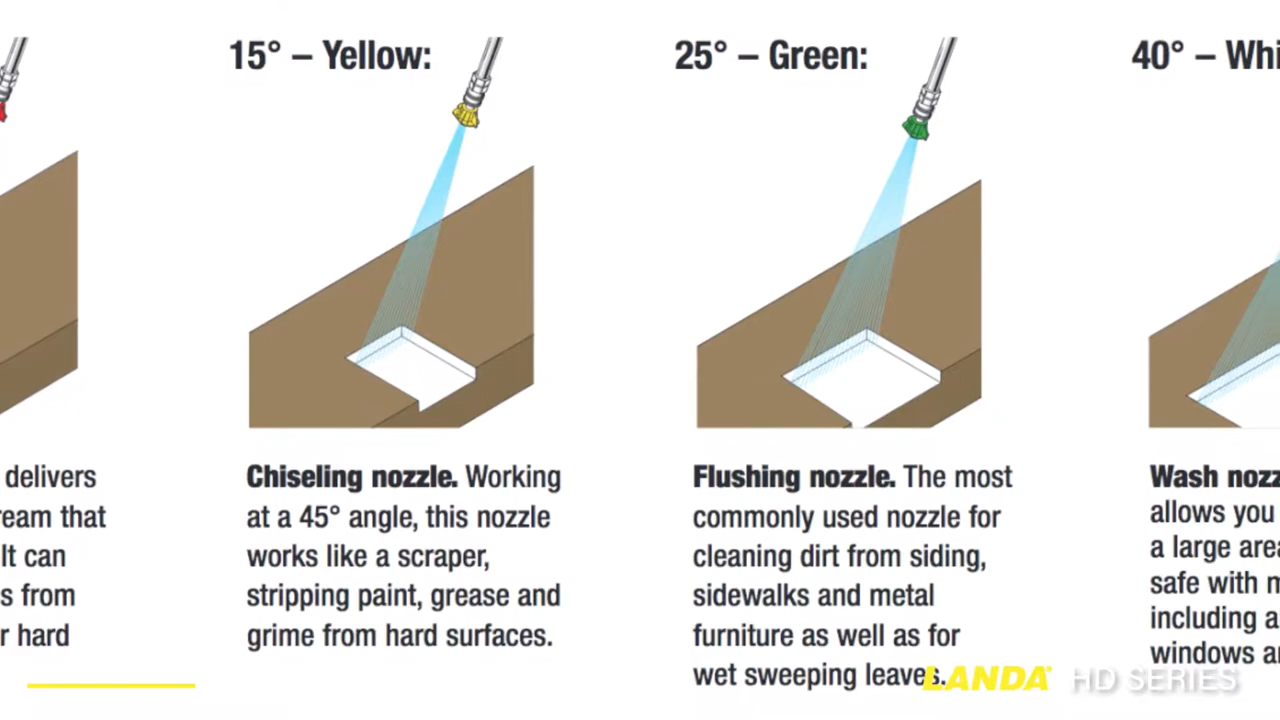 delivers
ream that
It can
s from
r hard
15° – Yellow:
Chiseling nozzle. Working
at a 45° angle, this nozzle
works like a scraper,
stripping paint, grease and
grime from hard surfaces.
25° – Green:
Flushing nozzle. The most
commonly used nozzle for
cleaning dirt from siding,
sidewalks and metal
furniture as well as for
wet sweeping leaves.
40° – Whi
Wash nozz
allows you
a large area
safe with m
including a
windows a
LANDA® HD SERIES